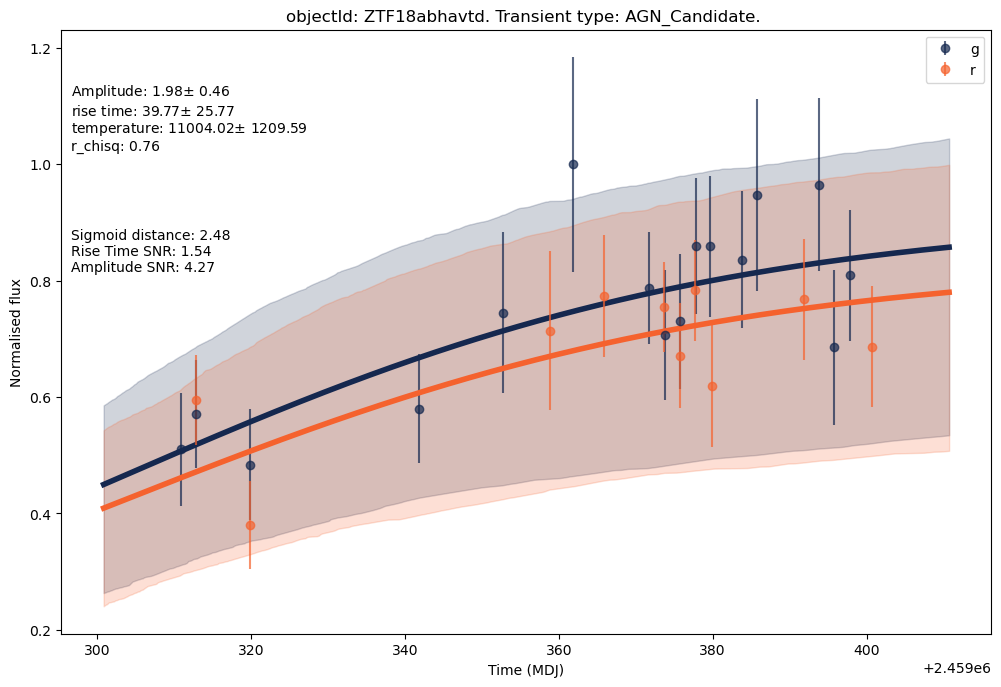 objectId: ZTF18abhavtd. Transient type: AGN_Candidate.
g
r
Amplitude: 1.98± 0.46
rise time: 39.77± 25.77
temperature: 11004.02± 1209.59
r_chisq: 0.76
Sigmoid distance: 2.48
Rise Time SNR: 1.54
Amplitude SNR: 4.27
Normalised flux
1.2
1.0
0.8
0.6
0.4
0.2
300
320
340
360
380
400
Time (MDJ)
+2.459e6